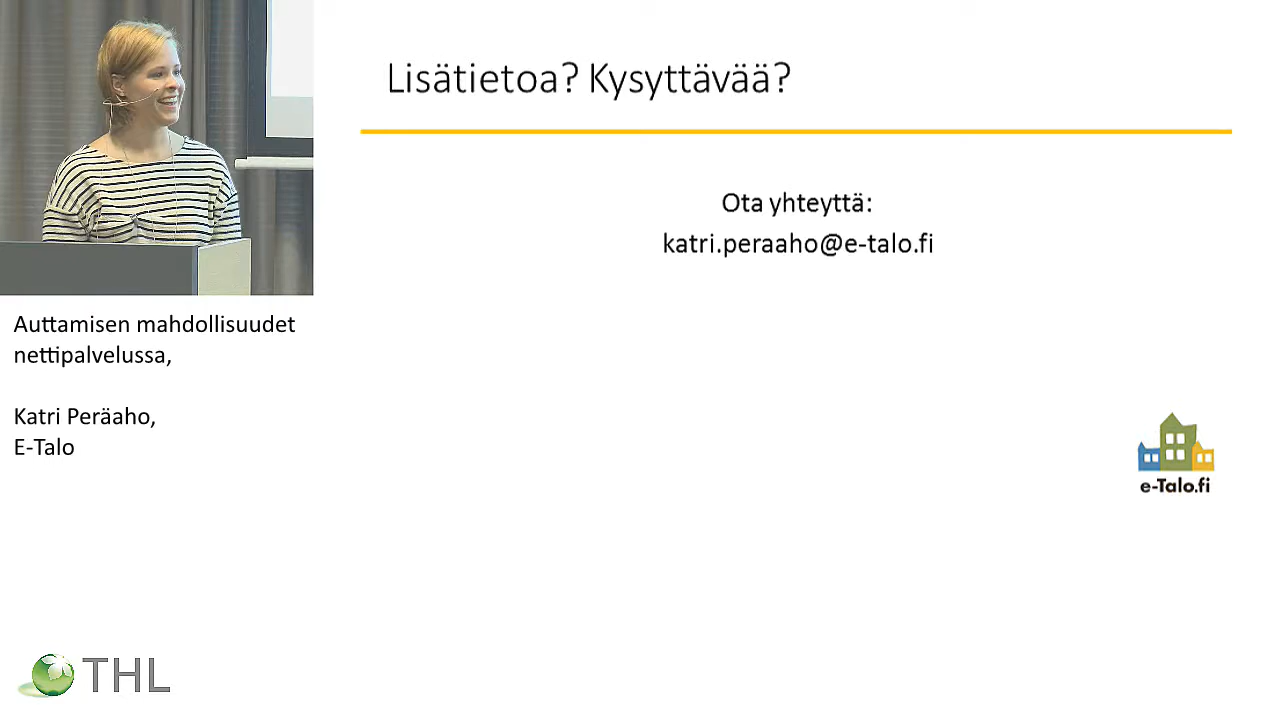 Lisätietoa? Kysyttävää?
Ota yhteyttä:
katri.peraaho@e-talo.fi
Auttamisen mahdollisuudet
nettipalvelussa,
Katri Peräaho,
E-Talo
e-Talo.fi
THL